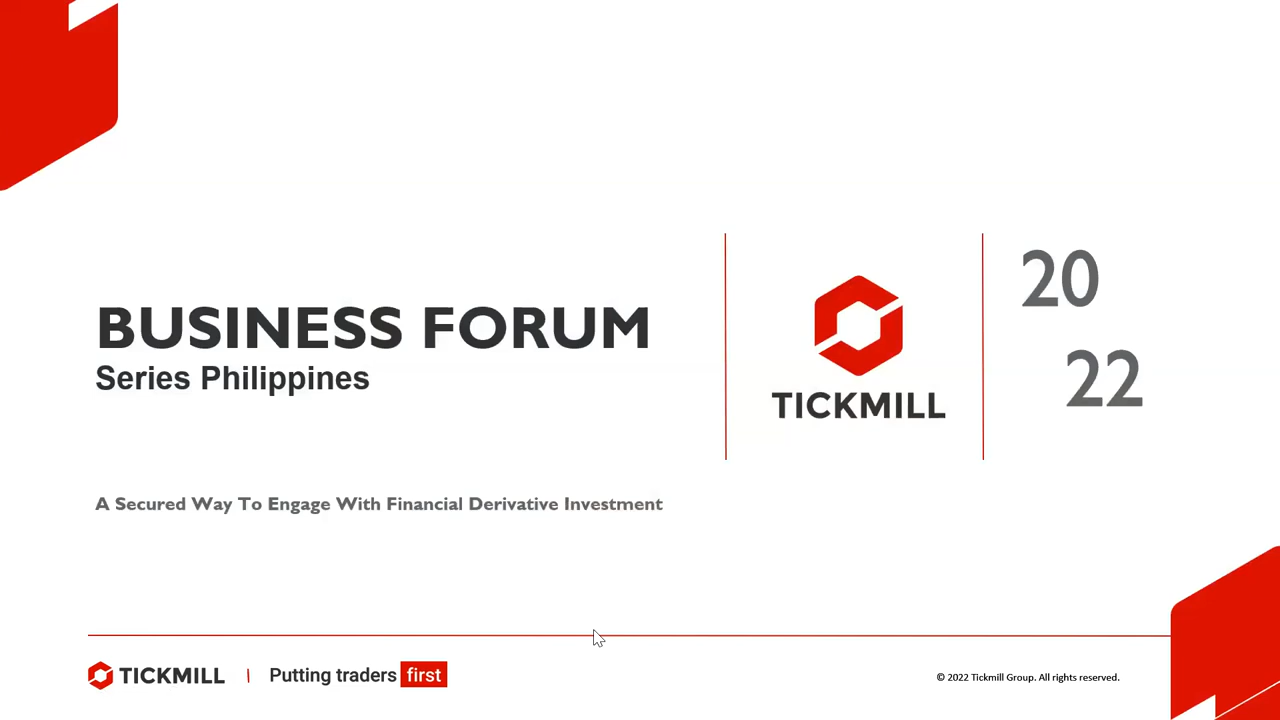 BUSINESS FORUM
Series Philippines
A Secured Way To Engage With Financial Derivative Investment
TICKMILL
20
22
TICKMILL | Putting traders first
© 2022 Tickmill Group. All rights reserved.